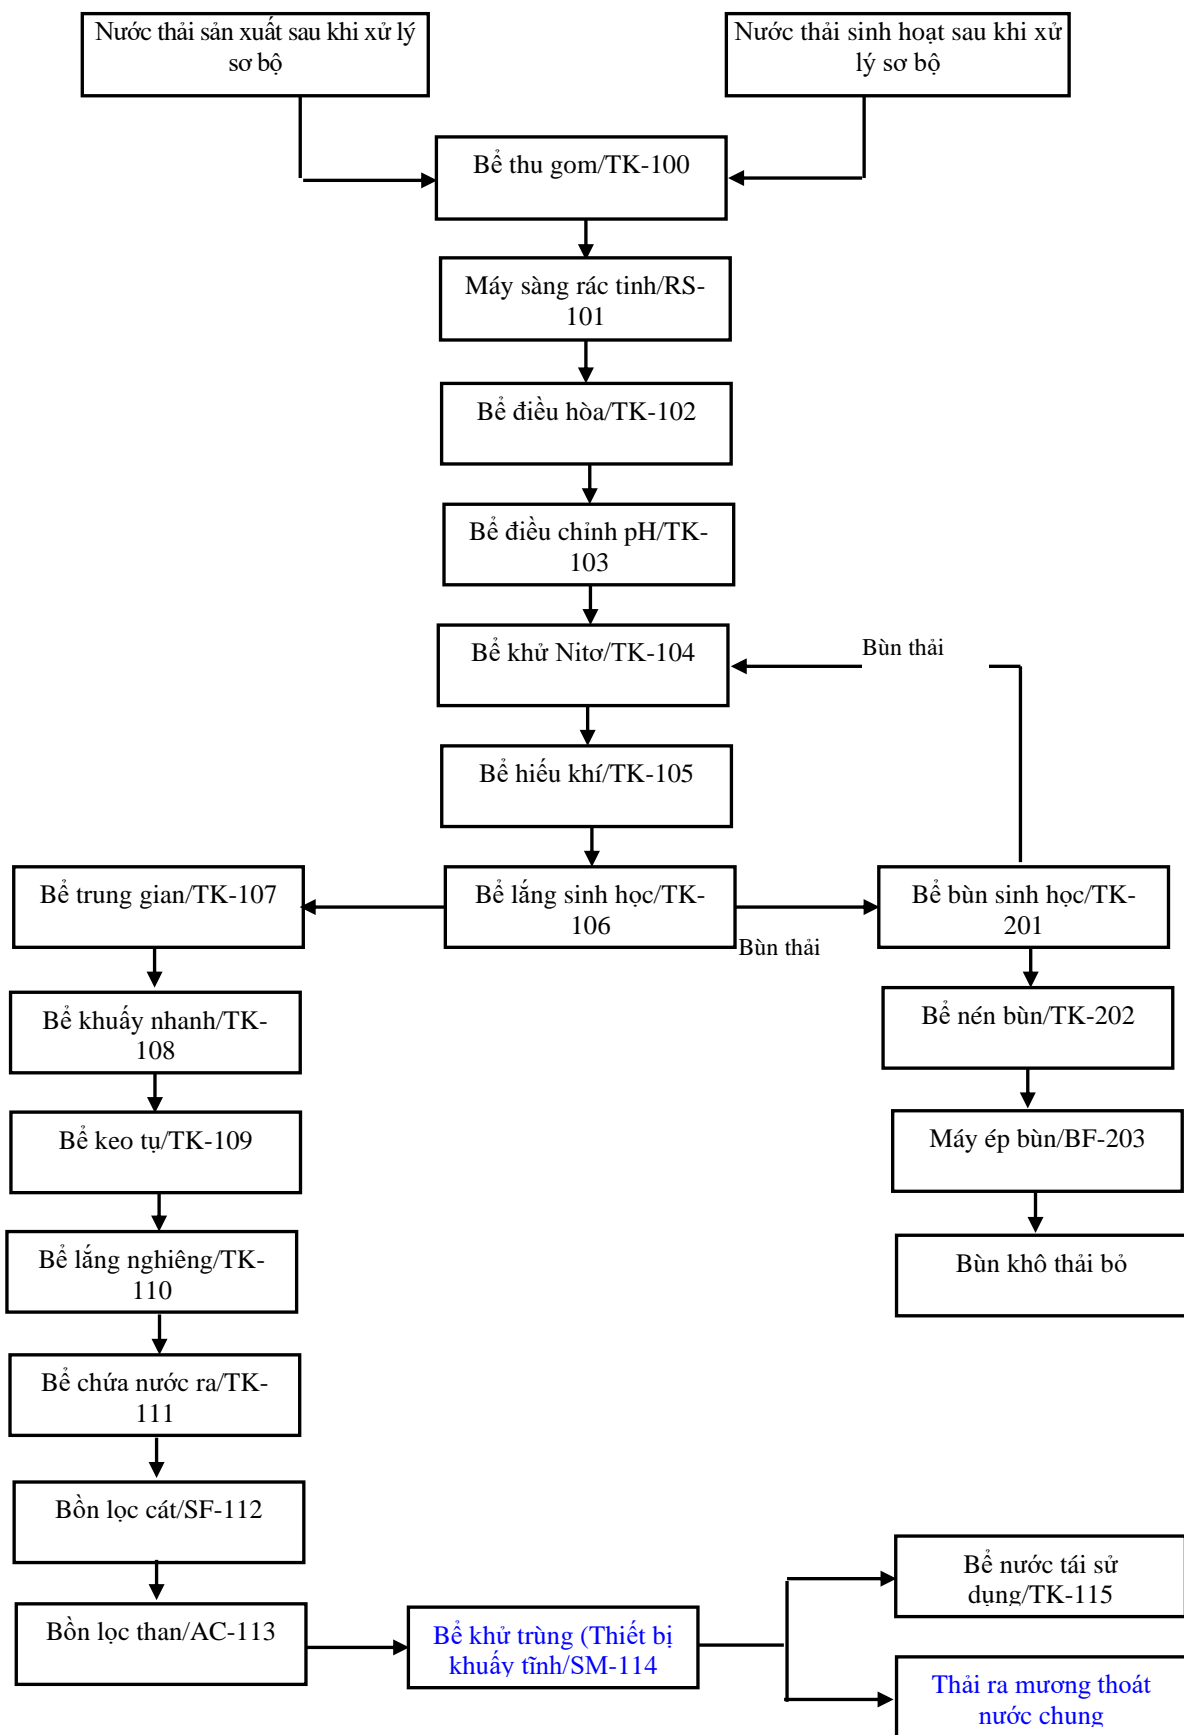 Nước thải sản xuất sau khi xử lý
sơ bộ
Nước thải sinh hoạt sau khi xử
lý sơ bộ
Bể thu gom/TK-100
Máy sàng rác tinh/RS-
101
Bể điều hòa/TK-102
Bể điều chỉnh pH/TK-
103
Bể khử Nitơ/TK-104
Bùn thải
Bể hiếu khí/TK-105
Bể trung gian/TK-107
Bể lắng sinh học/TK-
106
Bùn thải
Bể bùn sinh học/TK-
201
Bể khuấy nhanh/TK-
108
Bể nén bùn/TK-202
Bể keo tụ/TK-109
Máy ép bùn/BF-203
Bể lắng nghiêng/TK-
110
Bùn khô thải bỏ
Bể chứa nước ra/TK-
111
Bồn lọc cát/SF-112
Bồn lọc than/AC-113
Bể khử trùng (Thiết bị
khuấy tĩnh/SM-114
Bể nước tái sử
dụng/TK-115
Thải ra mương thoát
nước chung